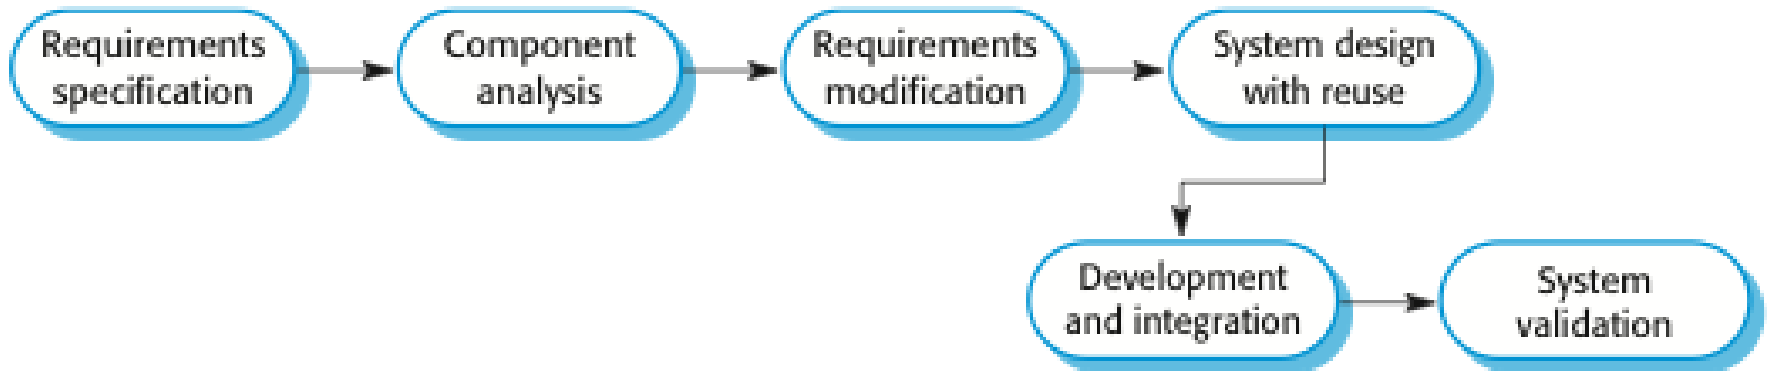 Requirements
specification
Component
analysis
Requirements
modification
System design
with reuse
Development
and integration
System
validation